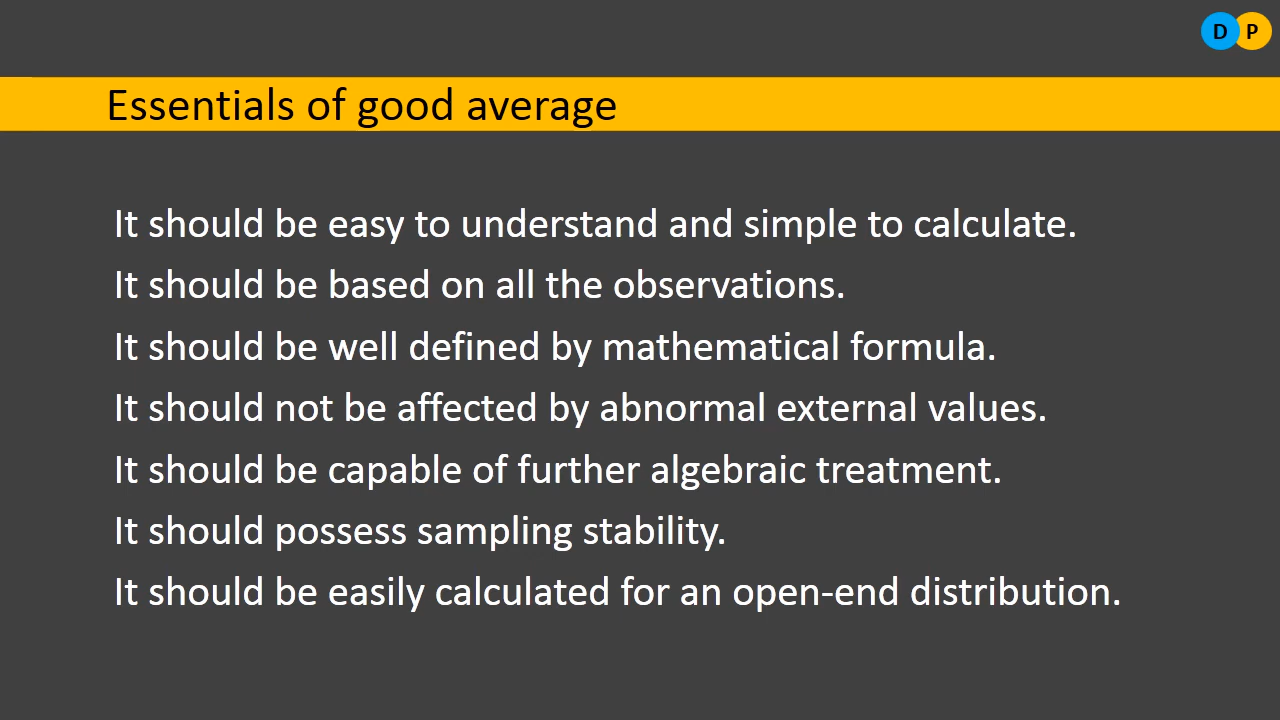 D P
Essentials of good average
It should be easy to understand and simple to calculate.
It should be based on all the observations.
It should be well defined by mathematical formula.
It should not be affected by abnormal external values.
It should be capable of further algebraic treatment.
It should possess sampling stability.
It should be easily calculated for an open-end distribution.